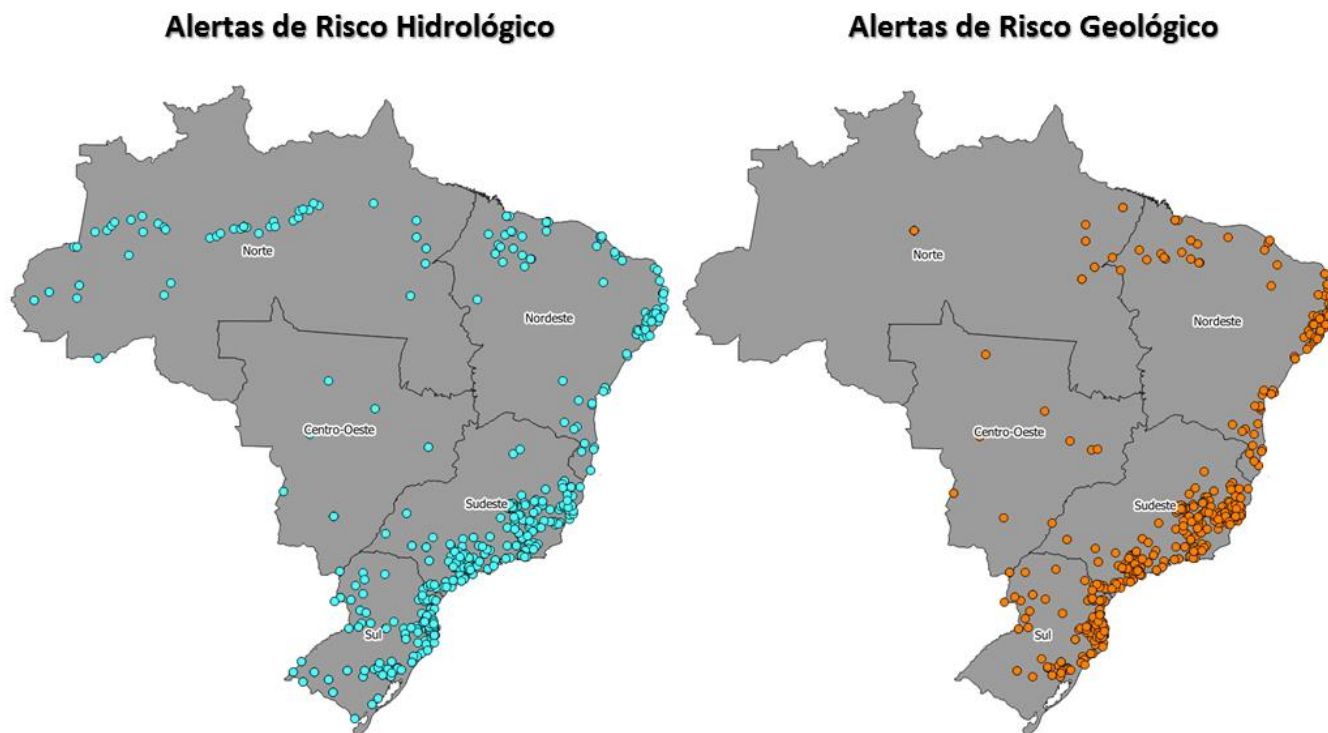 Alertas de Risco Hidrológico
Norte
Nordeste
Centro-Oeste
Sudeste
Sul
Alertas de Risco Geológico
Norte
Nordeste
Centro-Oeste
Sudeste
Sul